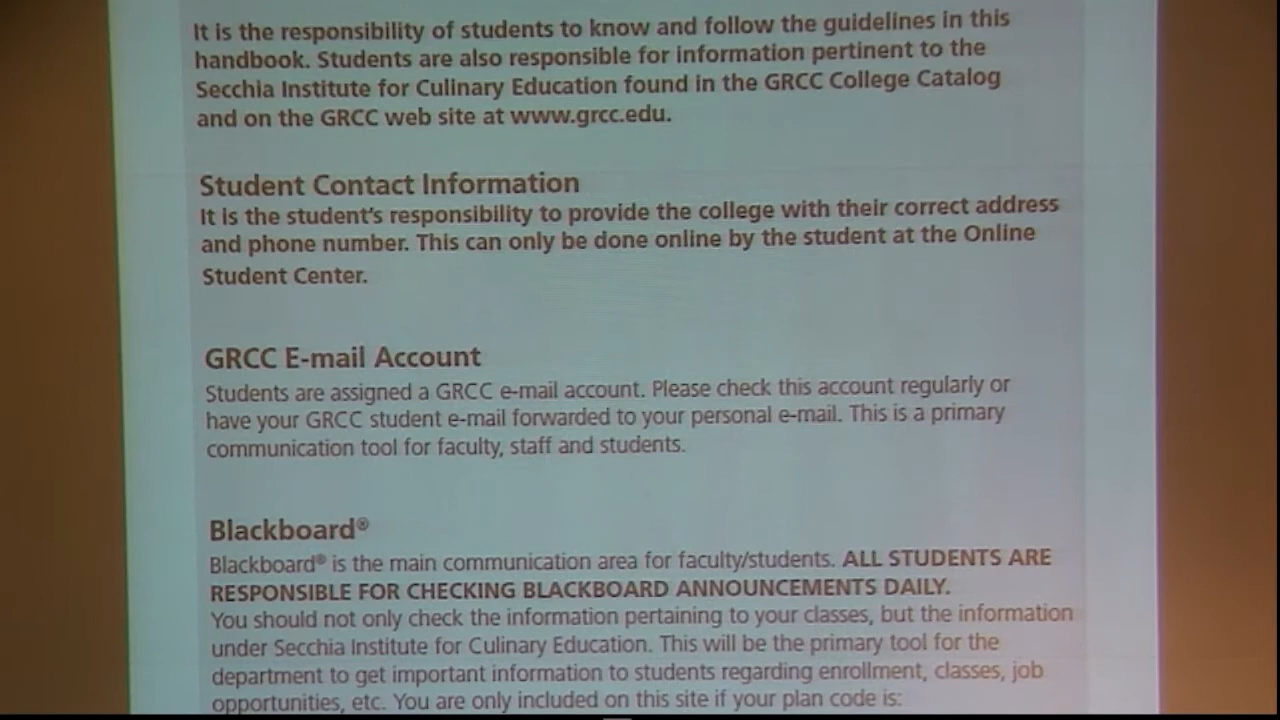 It is the responsibility of students to know and follow the guidelines in this
handbook. Students are also responsible for information pertinent to the
Secchia Institute for Culinary Education found in the GRCC College Catalog
and on the GRCC web site at www.grcc.edu.
Student Contact Information
It is the student's responsibility to provide the college with their correct address
and phone number. This can only be done online by the student at the Online
Student Center.
GRCC E-mail Account
Students are assigned a GRCC e-mail account. Please check this account regularly or
have your GRCC student e-mail forwarded to your personal e-mail. This is a primary
communication tool for faculty, staff and students.
Blackboard®
Blackboard® is the main communication area for faculty/students. ALL STUDENTS ARE
RESPONSIBLE FOR CHECKING BLACKBOARD ANNOUNCEMENTS DAILY.
You should not only check the information pertaining to your classes, but the information
under Secchia Institute for Culinary Education. This will be the primary tool for the
department to get important information to students regarding enrollment, classes, job
opportunities, etc. You are only included on this site if your plan code is: